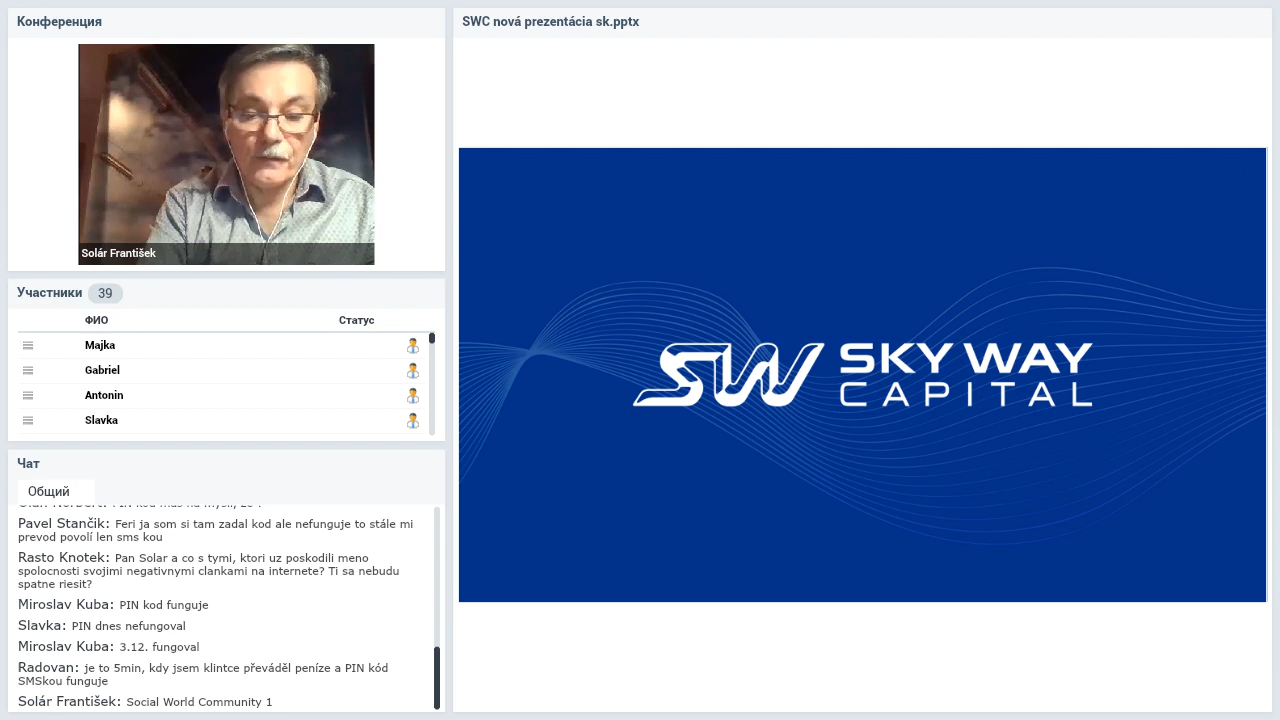 Конференция
Solár František
Участники 39
ФИО Статус
Majka
Gabriel
Antonin
Slavka
Чат
Общий
Pavel Stančik: Feri ja som si tam zadal kod ale nefunguje to stále mi
prevod povolí len sms kou
Rasto Knotek: Pan Solar a co s tymi, ktori uz poskodili meno
spolocnosti svojimi negativnymi clankami na internete? Ti sa nebudu
spatne riesit?
Miroslav Kuba: PIN kod funguje
Slavka: PIN dnes nefungoval
Miroslav Kuba: 3.12. fungoval
Radovan: je to 5min, kdy jsem klintce převáděl peníze a PIN kód
SMSkou funguje
Solár František: Social World Community 1
SWC nová prezentácia sk.pptx
SW SKY WAY
CAPITAL